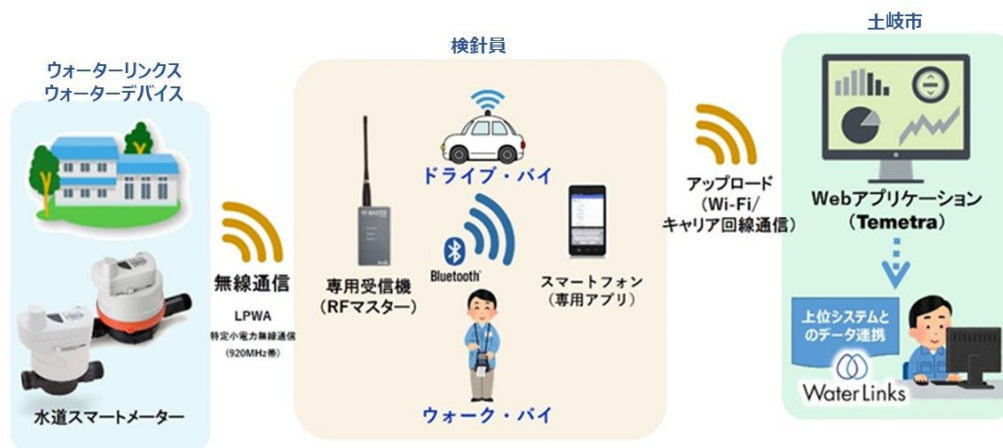 ウォーターリンクス
ウォーターデバイス
水道スマートメーター
無線通信
LPWA
特定小電力無線通信
(920MHz帯)
検針員
ドライブ・バイ
専用受信機
(RFマスター)
Bluetooth
スマートフォン
(専用アプリ)
ウォーク・バイ
アップロード
(Wi-Fi/
キャリア回線通信)
土岐市
Webアプリケーション
(Temetra)
上位システムと
のデータ連携
Water Links